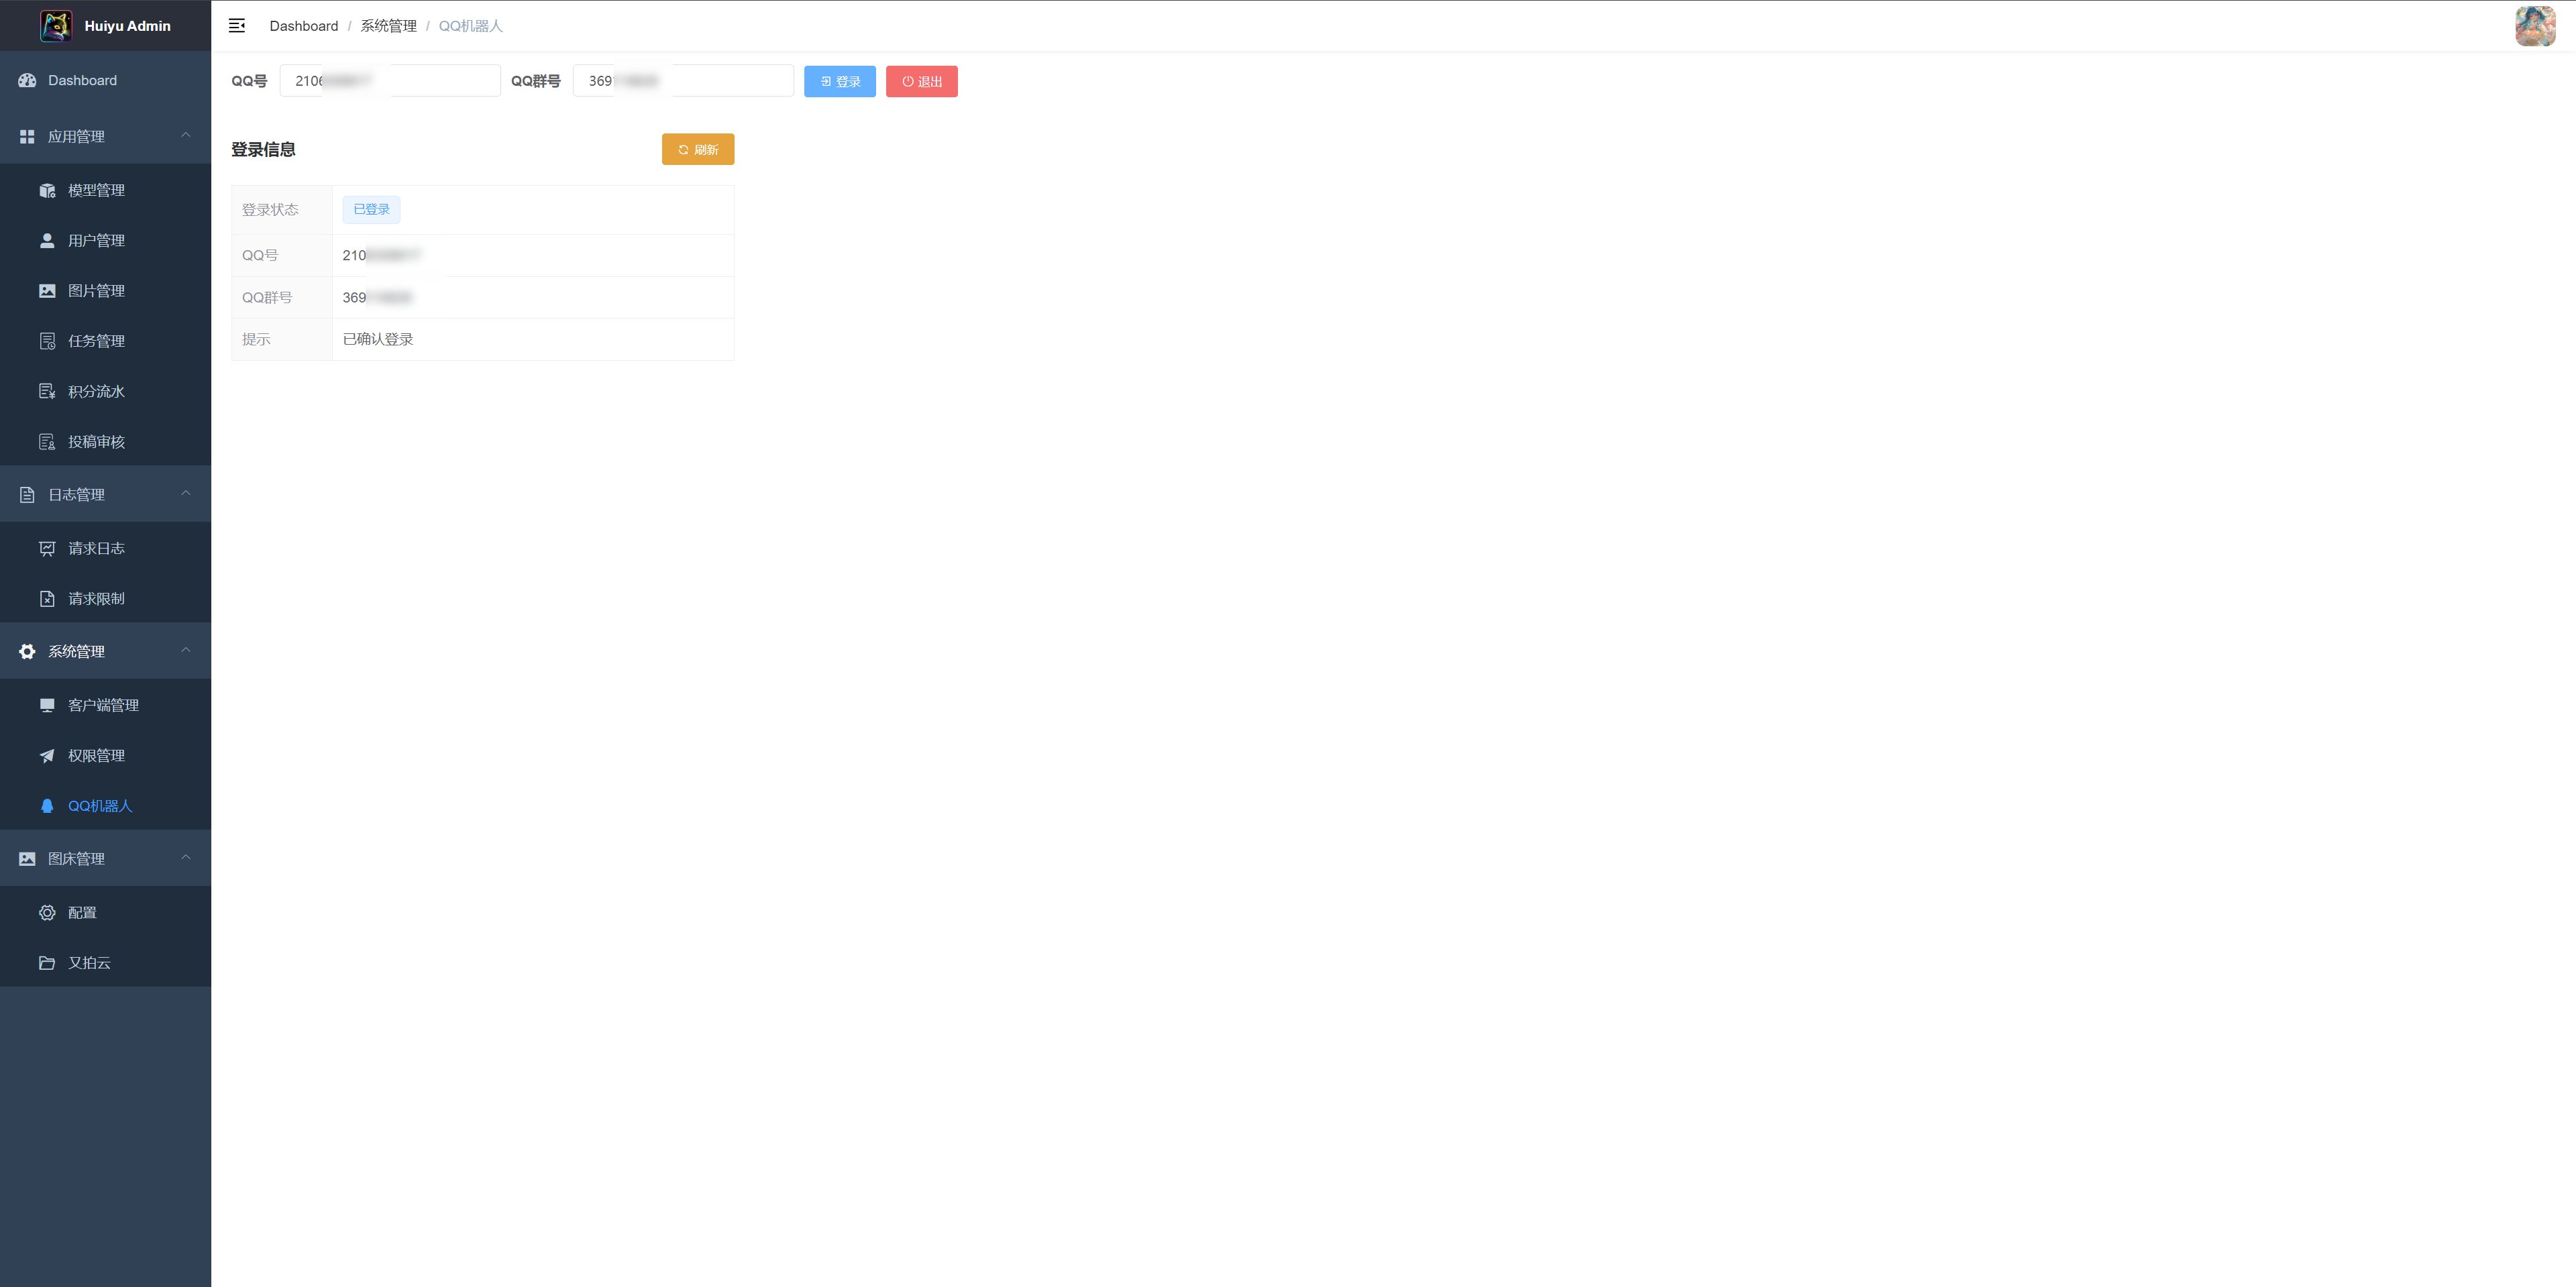 Huiyu Admin
Dashboard / 系统管理 / QQ机器人
Dashboard
应用管理
模型管理
用户管理
图片管理
任务管理
积分流水
投稿审核
日志管理
请求日志
请求限制
系统管理
客户端管理
权限管理
QQ机器人
图床管理
配置
又拍云
QQ号 2106 QQ群号 369 登录 退出
登录信息 刷新
登录状态 已登录
QQ号 210
QQ群号 369
提示 已确认登录